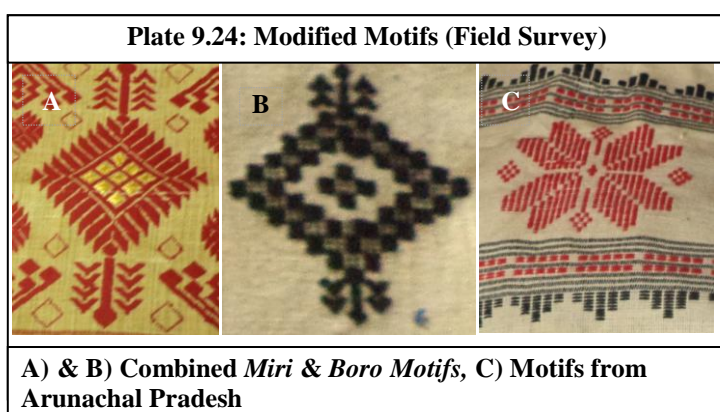 Plate 9.24: Modified Motifs (Field Survey)
A B C
A) & B) Combined Miri & Boro Motifs, C) Motifs from
Arunachal Pradesh